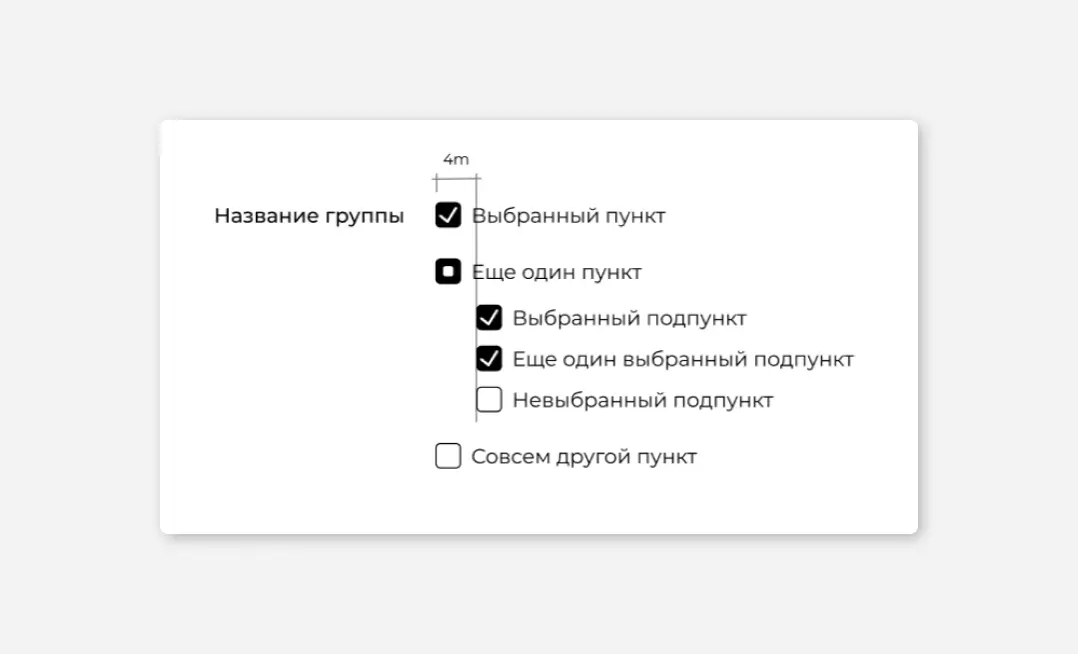 4m
Название группы Выбранный пункт
Еще один пункт
Выбранный подпункт
Еще один выбранный подпункт
Невыбранный подпункт
Совсем другой пункт